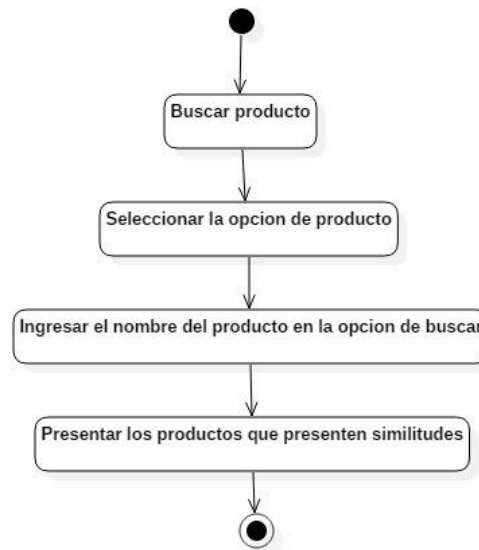 Buscar producto
Seleccionar la opcion de producto
Ingresar el nombre del producto en la opcion de buscar
Presentar los productos que presenten similitudes